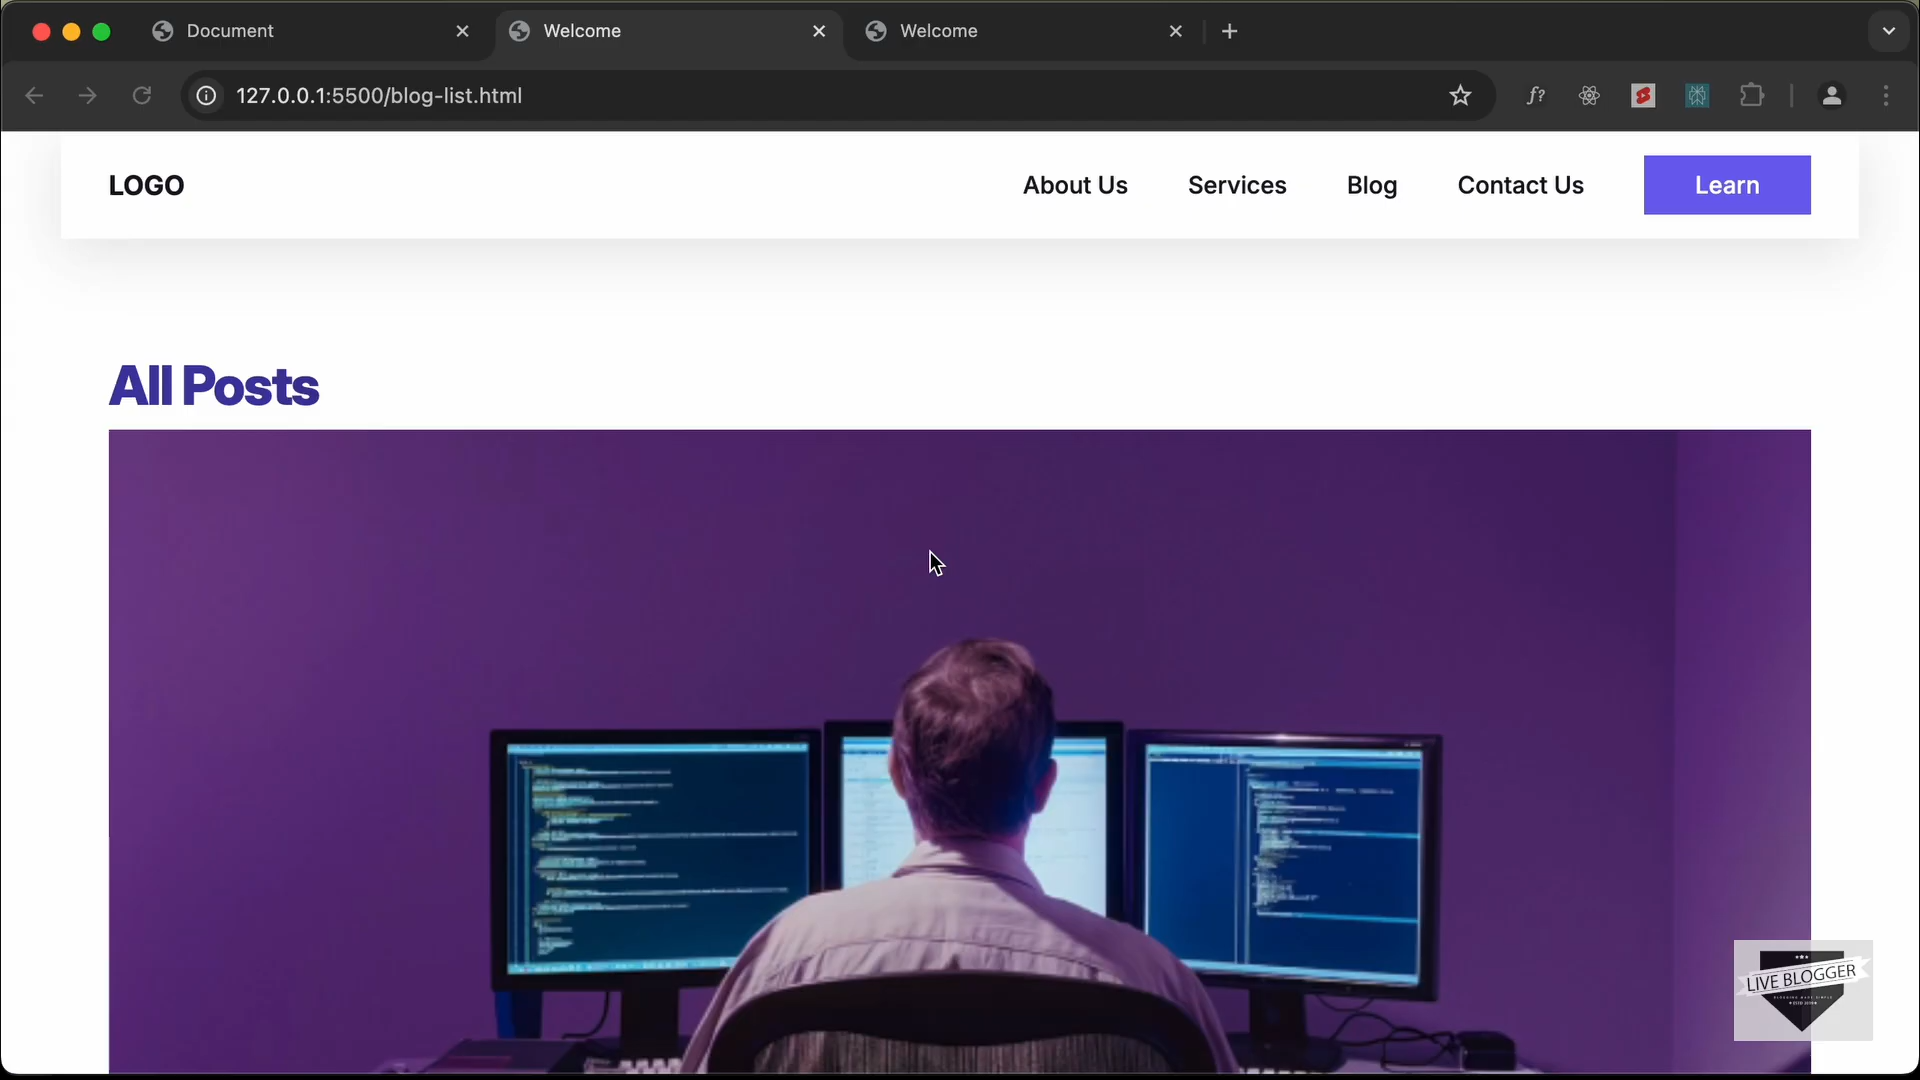 Document
Welcome
Welcome
127.0.0.1:5500/blog-list.html
f?
LOGO
About Us
Services
Blog
Contact Us
Learn
All Posts
LIVE BLOGGER